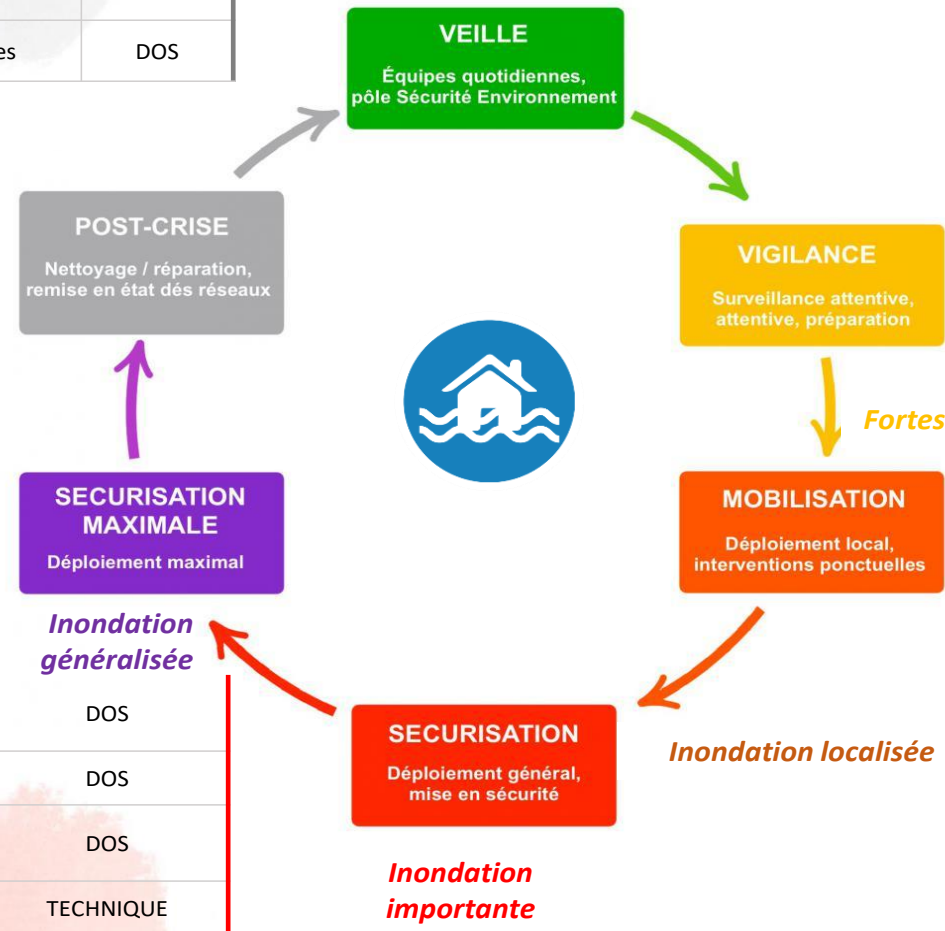 es
DOS
VEILLE
Équipes quotidiennes,
pôle Sécurité Environnement
POST-CRISE
Nettoyage / réparation,
remise en état dés réseaux
VIGILANCE
Surveillance attentive,
attentive, préparation
Fortes
SECURISATION
MAXIMALE
Déploiement maximal
MOBILISATION
Déploiement local,
interventions ponctuelles
Inondation
généralisée
DOS
DOS
DOS
TECHNIQUE
SECURISATION
Déploiement général,
mise en sécurité
Inondation localisée
Inondation
importante